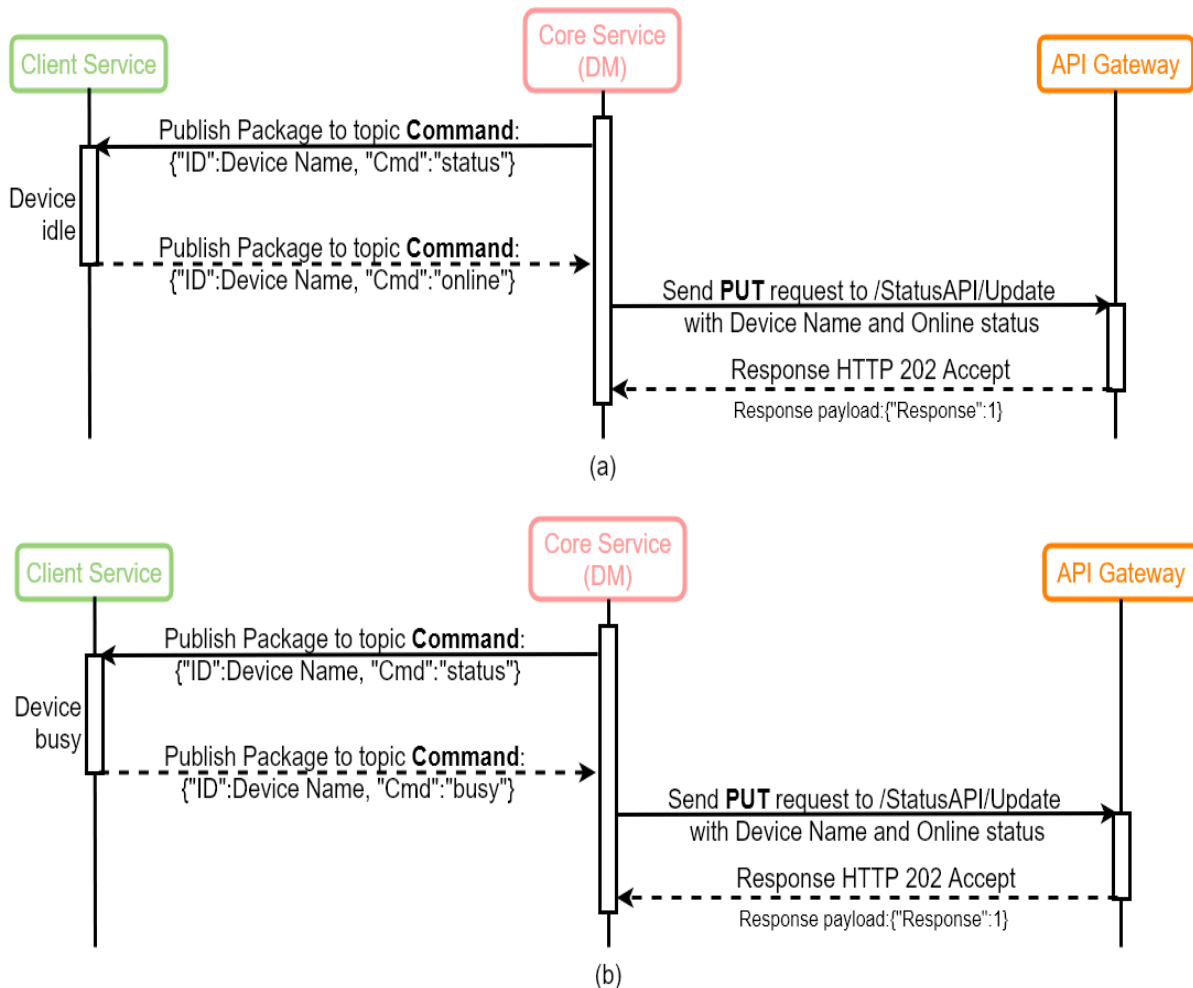 Client Service
Core Service
(DM)
API Gateway
Publish Package to topic Command:
{"ID":Device Name, "Cmd":"status"}
Device
idle
Publish Package to topic Command:
{"ID":Device Name, "Cmd":"online"}
Send PUT request to /StatusAPI/Update
with Device Name and Online status
Response HTTP 202 Accept
Response payload:{"Response":1}
(a)
Client Service
Core Service
(DM)
API Gateway
Publish Package to topic Command:
{"ID":Device Name, "Cmd":"status"}
Device
busy
Publish Package to topic Command:
{"ID":Device Name, "Cmd":"busy"}
Send PUT request to /StatusAPI/Update
with Device Name and Online status
Response HTTP 202 Accept
Response payload:{"Response":1}
(b)